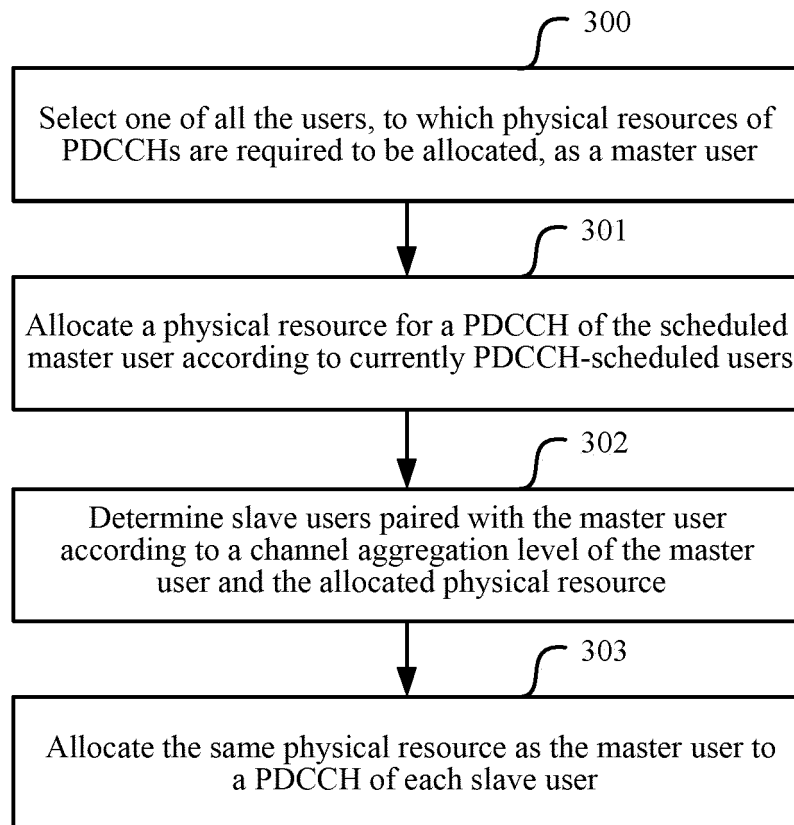 300
Select one of all the users, to which physical resources of
PDCCHs are required to be allocated, as a master user
301
Allocate a physical resource for a PDCCH of the scheduled
master user according to currently PDCCH-scheduled users
302
Determine slave users paired with the master user
according to a channel aggregation level of the master
user and the allocated physical resource
303
Allocate the same physical resource as the master user to
a PDCCH of each slave user